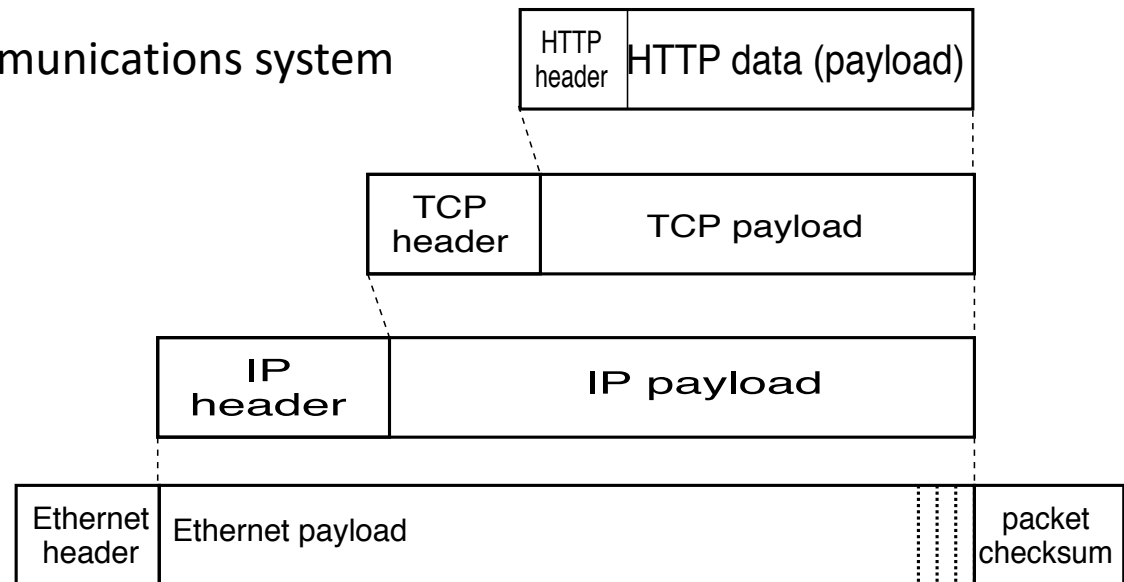 munications system
HTTP
header
HTTP data (payload)
TCP
header
TCP payload
IP
header
IP payload
Ethernet
header
Ethernet payload
packet
checksum